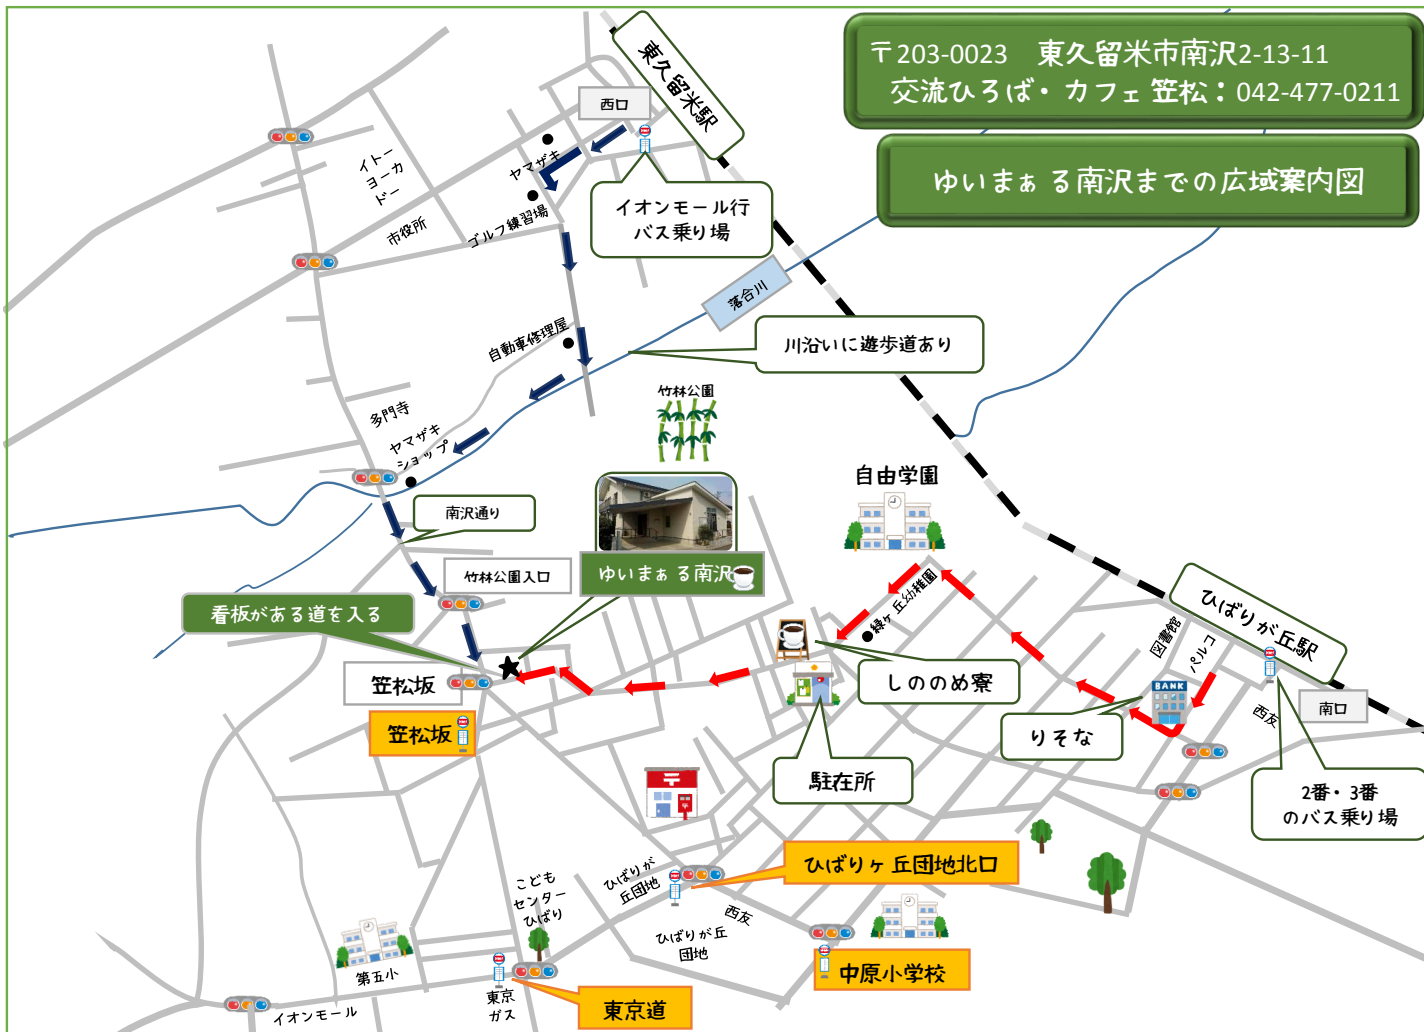 〒203-0023 東久留米市南沢2-13-11
交流ひろば・カフェ 笠松：042-477-0211
ゆいまぁる南沢までの広域案内図
東久留米駅
西口
ヤマザキ
イトー
ヨーカ
ドー
市役所
ゴルフ練習場
イオンモール行
バス乗り場
落合川
自動車修理屋
川沿いに遊歩道あり
竹林公園
多門寺
ヤマザキ
ショップ
自由学園
南沢通り
竹林公園入口
ゆいまぁる南沢
看板がある道を入る
緑ヶ丘幼稚園
ひばりが丘駅
図書館
パルコ
BANK
しののめ寮
笠松坂
西友
南口
笠松坂
りそな
駐在所
2番・3番
のバス乗り場
ひばりヶ丘団地北口
こども
センター
ひばり
ひばりが
丘団地
西友
ひばりが丘
団地
中原小学校
第五小
東京
ガス
東京道
イオンモール